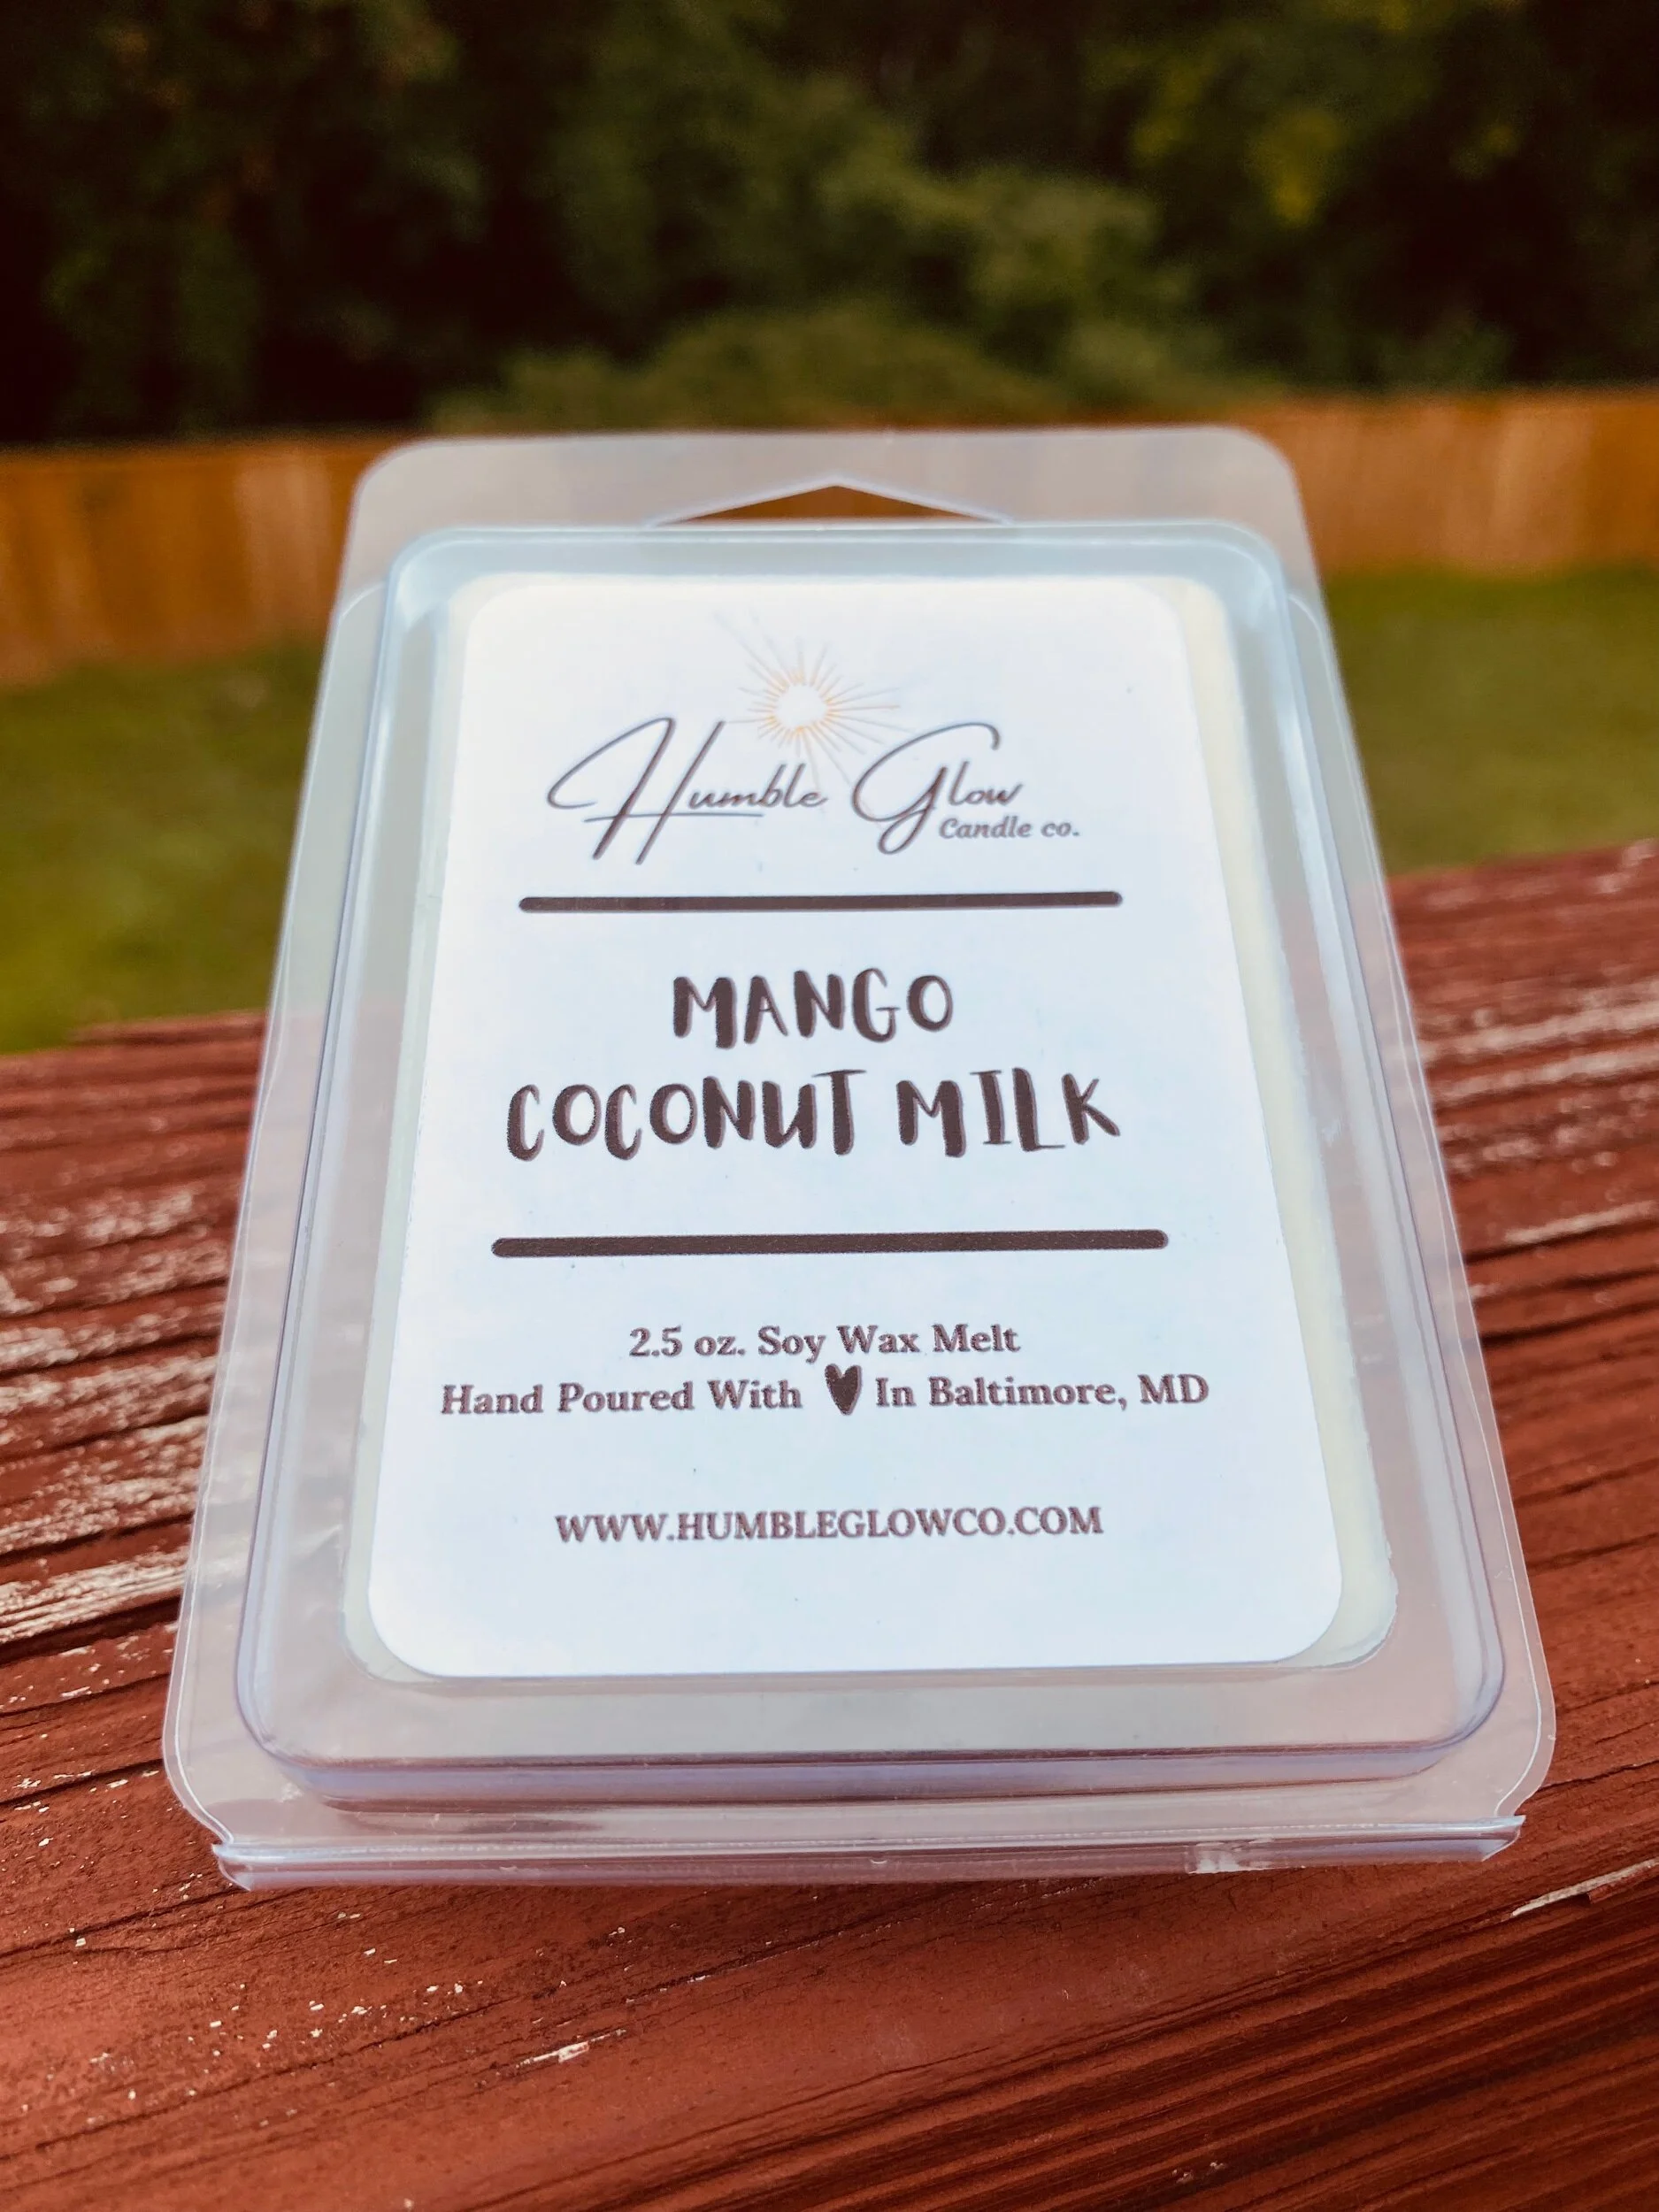 Humble Glow
Candle co.
MANGO
COCONUT MILK
2.5 oz. Soy Wax Melt
Hand Poured With ♥ In Baltimore, MD
WWW.HUMBLEGLOWCO.COM